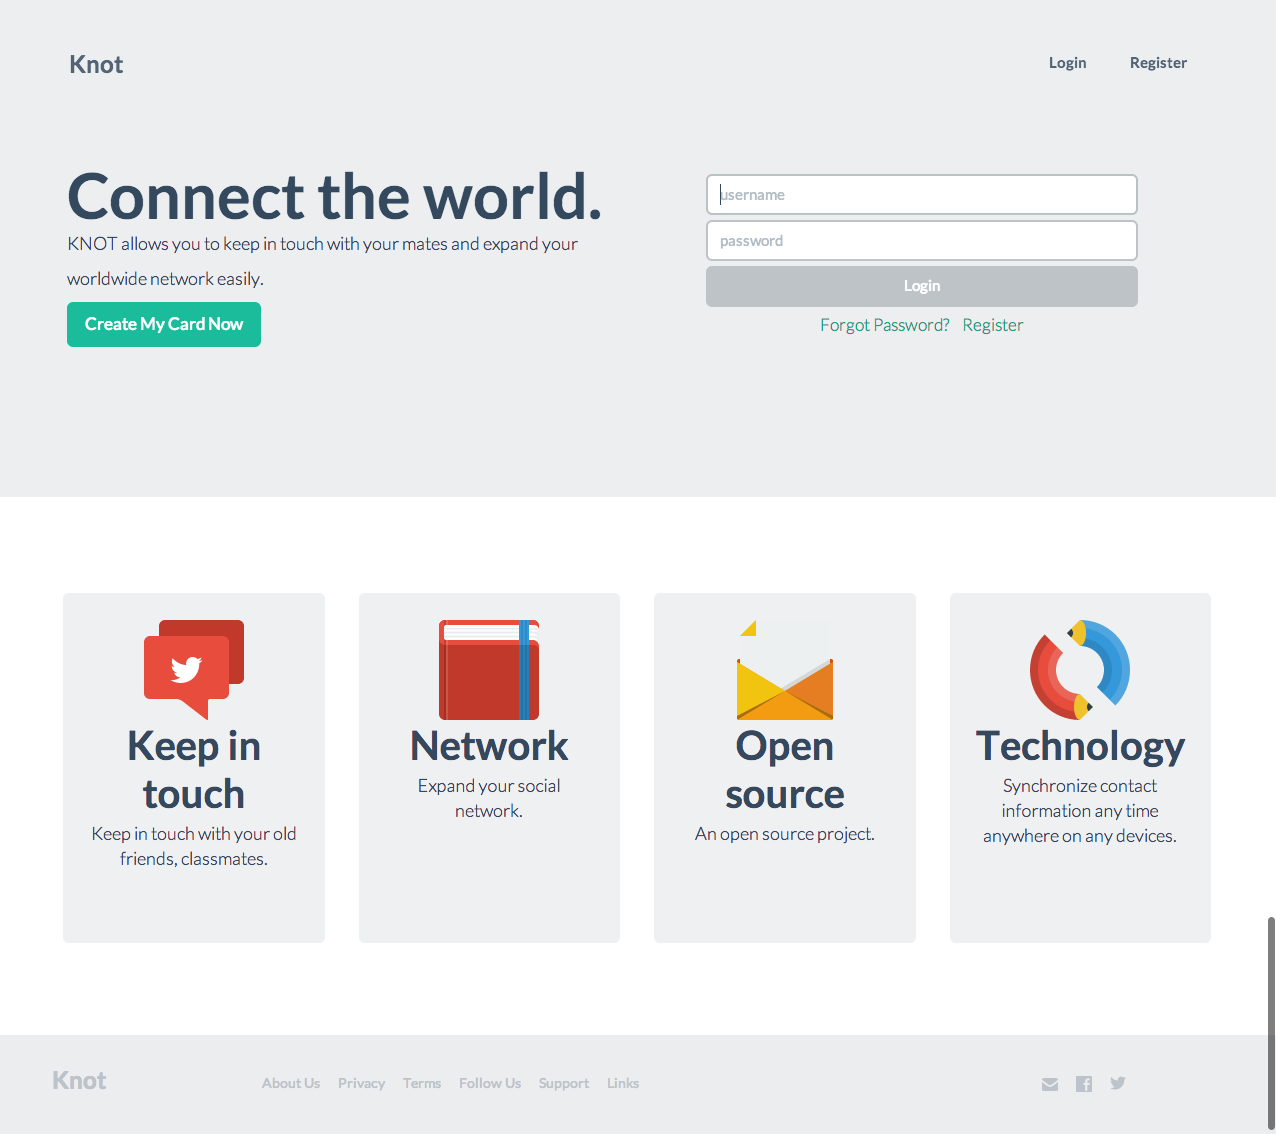 Knot
Login Register
Connect the world.
KNOT allows you to keep in touch with your mates and expand your
worldwide network easily.
Create My Card Now
username
password
Login
Forgot Password? Register
Keep in
touch
Keep in touch with your old
friends, classmates.
Network
Expand your social
network.
Open
source
An open source project.
Technology
Synchronize contact
information any time
anywhere on any devices.
Knot
About Us Privacy Terms Follow Us Support Links